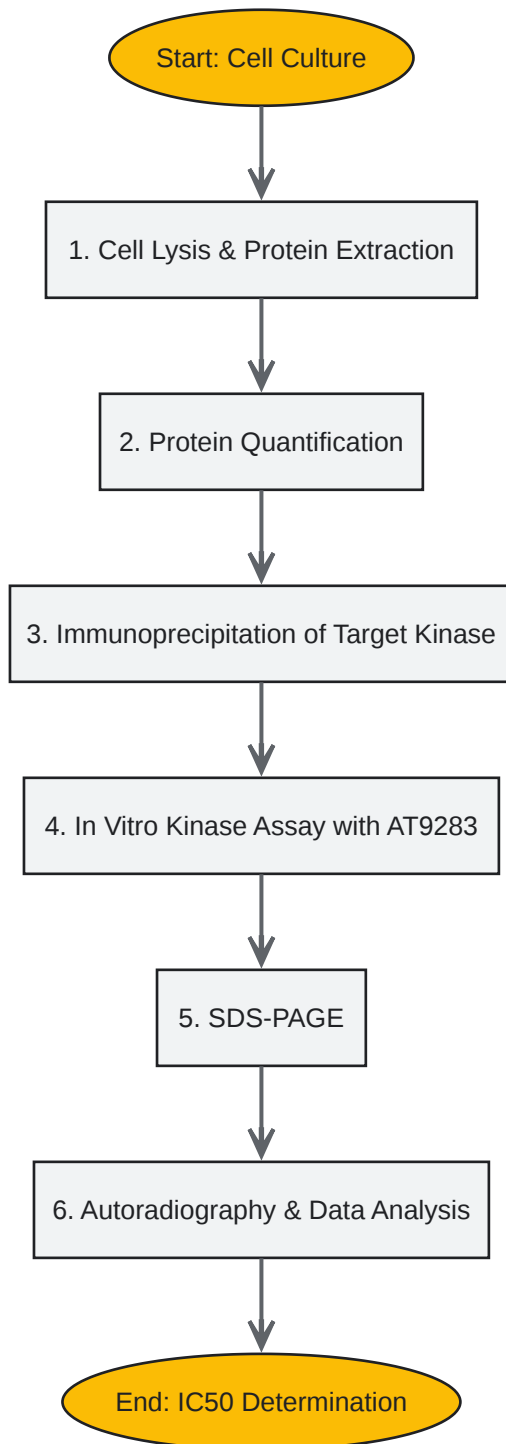 Start: Cell Culture
1. Cell Lysis & Protein Extraction
2. Protein Quantification
3. Immunoprecipitation of Target Kinase
4. In Vitro Kinase Assay with AT9283
5. SDS-PAGE
6. Autoradiography & Data Analysis
End: IC50 Determination